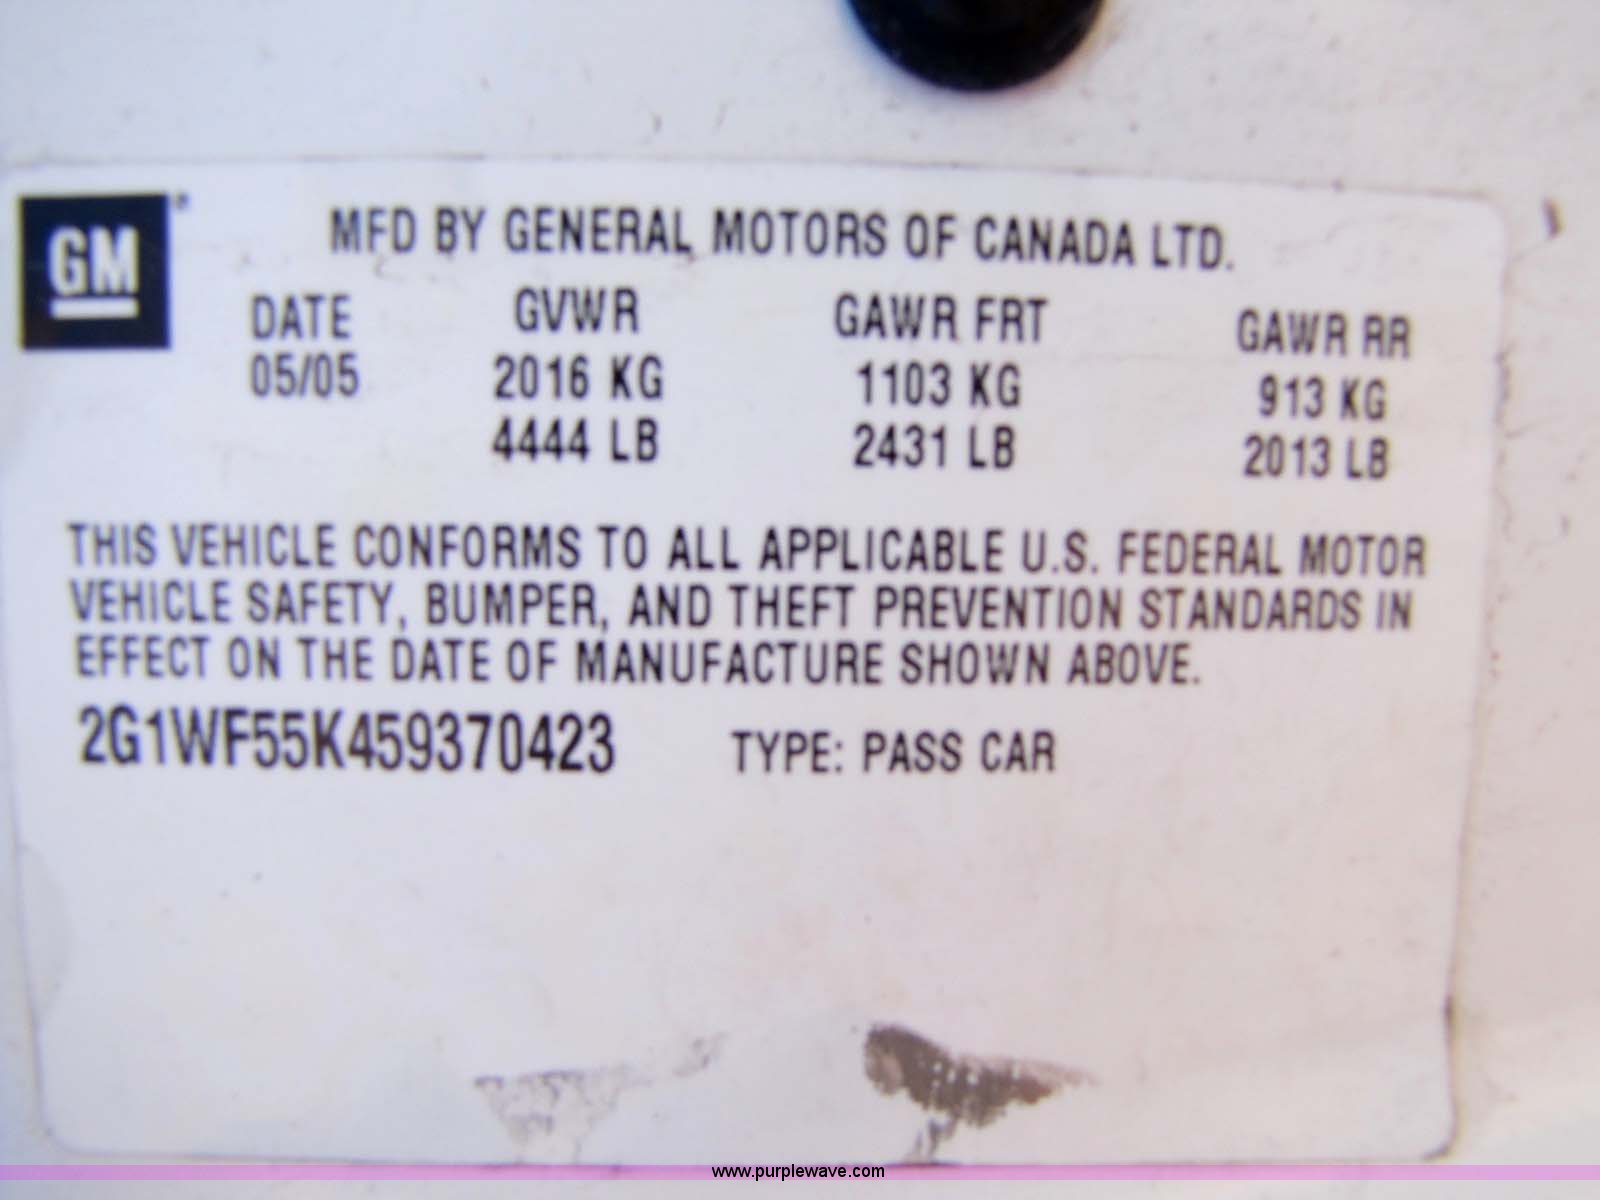 GM®
MFD BY GENERAL MOTORS OF CANADA LTD.
DATE GVWR GAWR FRT GAWR RR
05/05 2016 KG 1103 KG 913 KG
4444 LB 2431 LB 2013 LB
THIS VEHICLE CONFORMS TO ALL APPLICABLE U.S. FEDERAL MOTOR
VEHICLE SAFETY, BUMPER, AND THEFT PREVENTION STANDARDS IN
EFFECT ON THE DATE OF MANUFACTURE SHOWN ABOVE.
2G1WF55K459370423 TYPE: PASS CAR
www.purplewave.com